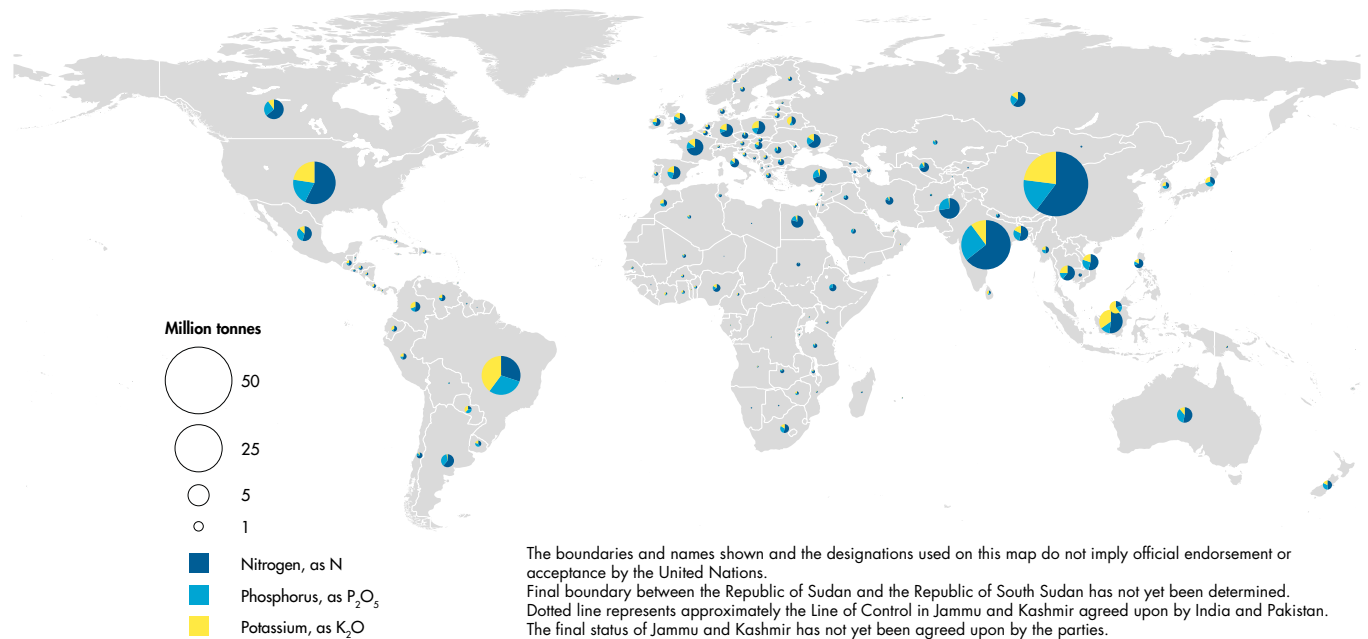 Million tonnes
50
25
5
1
Nitrogen, as N
Phosphorus, as P₂O₅
Potassium, as K₂O
The boundaries and names shown and the designations used on this map do not imply official endorsement or
acceptance by the United Nations.
Final boundary between the Republic of Sudan and the Republic of South Sudan has not yet been determined.
Dotted line represents approximately the Line of Control in Jammu and Kashmir agreed upon by India and Pakistan.
The final status of Jammu and Kashmir has not yet been agreed upon by the parties.